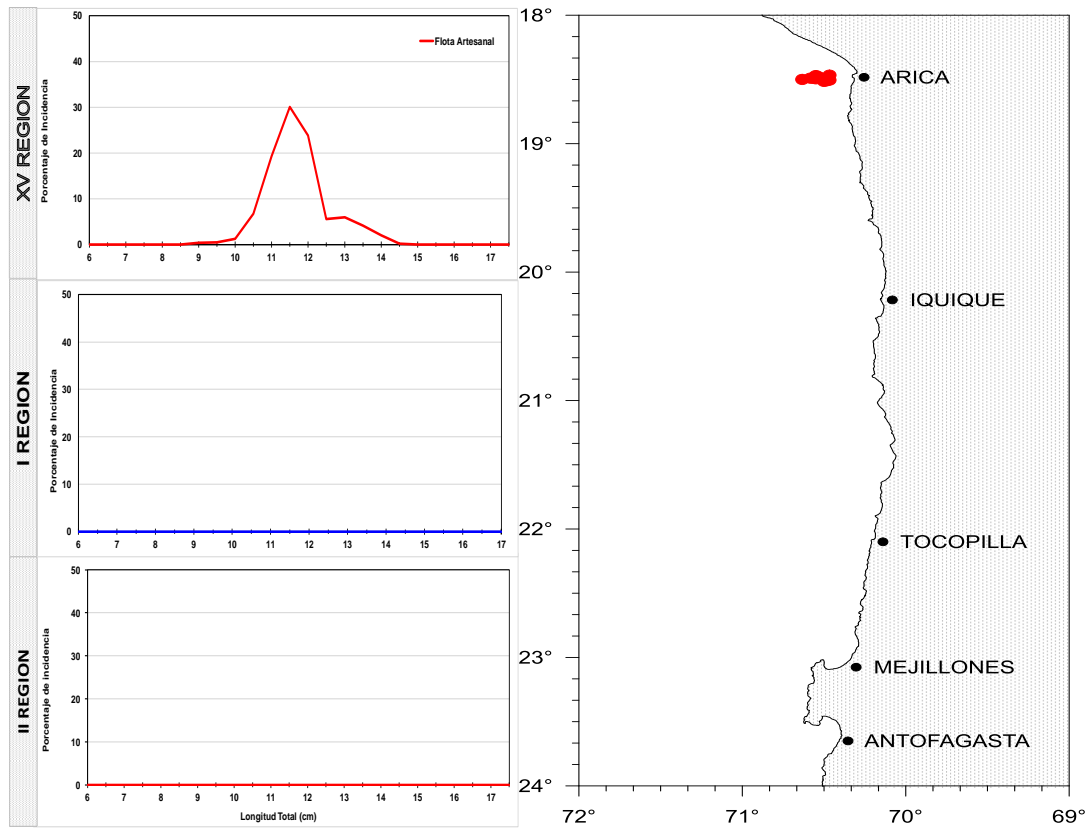 XV REGION
Porcentaje de Incidencia
50
40
30
20
10
0
Flota Artesanal
6 7 8 9 10 11 12 13 14 15 16 17
I REGION
Porcentaje de Incidencia
50
40
30
20
10
0
6 7 8 9 10 11 12 13 14 15 16 17
II REGION
Porcentaje de incidencia
50
40
30
20
10
0
6 7 8 9 10 11 12 13 14 15 16 17
Longitud Total (cm)
18°
19°
20°
21°
22°
23°
24°
ARICA
IQUIQUE
TOCOPILLA
MEJILLONES
ANTOFAGASTA
72° 71° 70° 69°